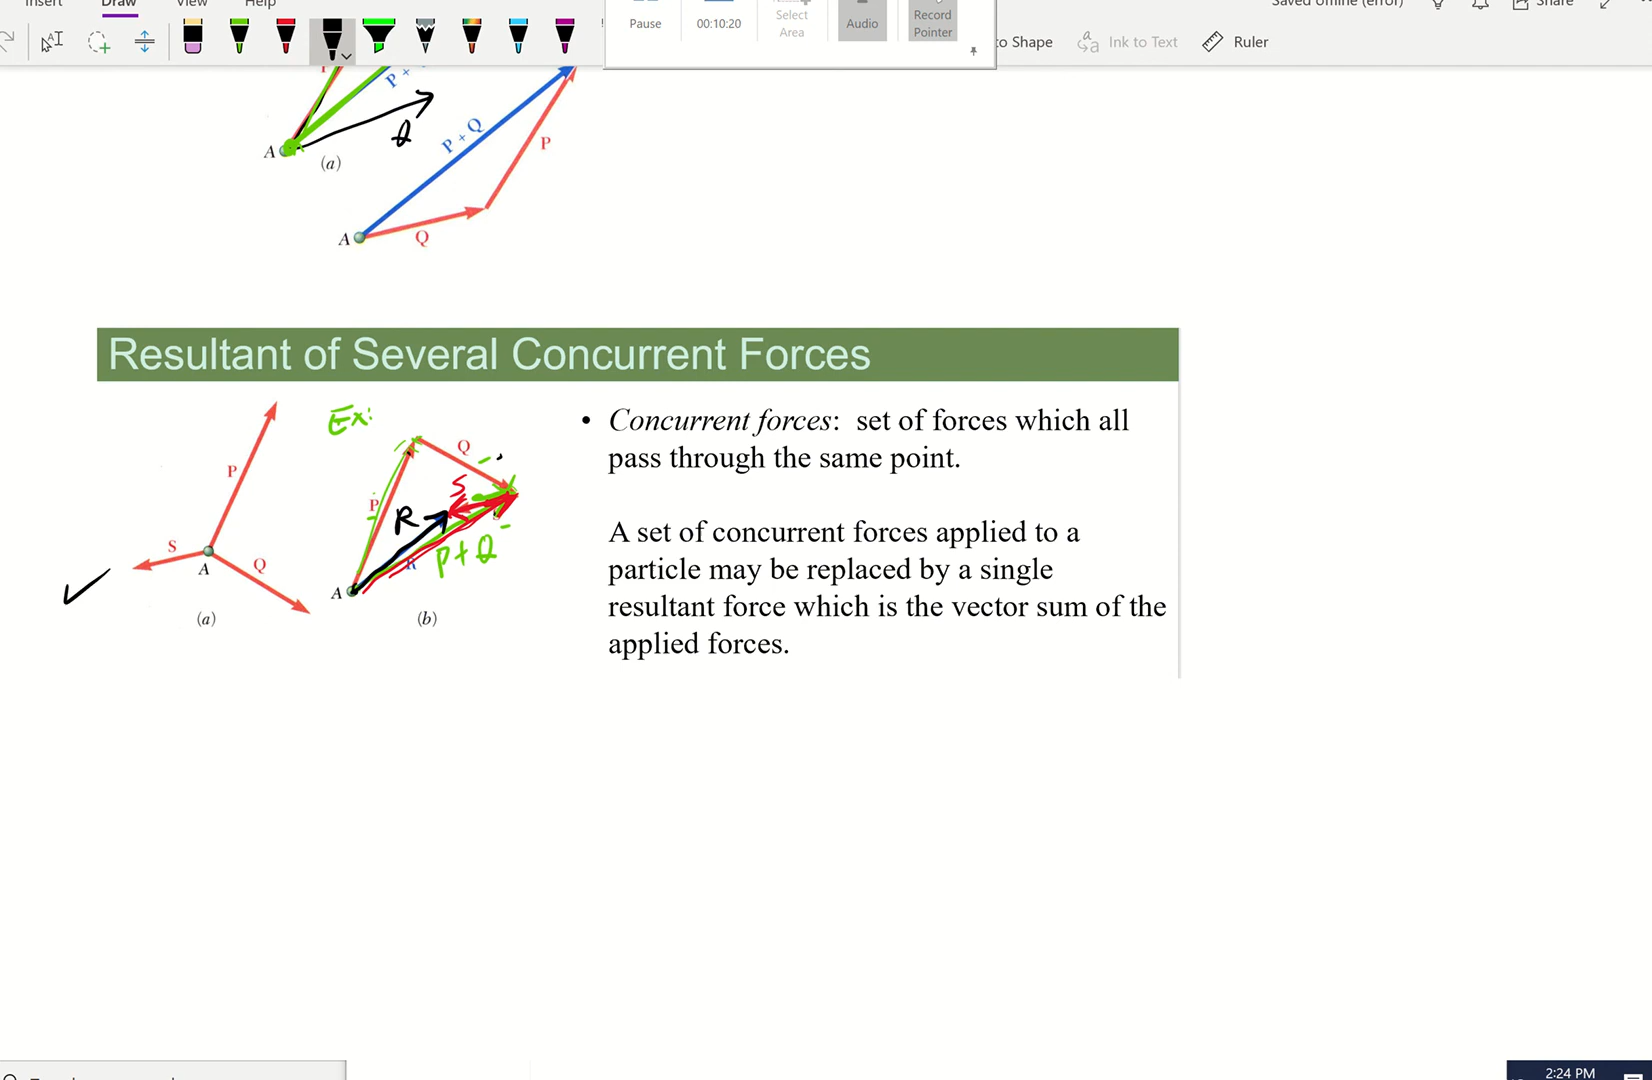 Insert Draw View Help
Saved offline (error) Share
Pause 00:10:20 Select Area Audio Record Pointer
to Shape Ink to Text Ruler
P + Q
A
(a)
P + Q
P
A
Q
Resultant of Several Concurrent Forces
P
S
A
Q
(a)
Ex:
Q
P
S
R
P+Q
R
A
(b)
• Concurrent forces: set of forces which all
pass through the same point.
A set of concurrent forces applied to a
particle may be replaced by a single
resultant force which is the vector sum of the
applied forces.
2:24 PM